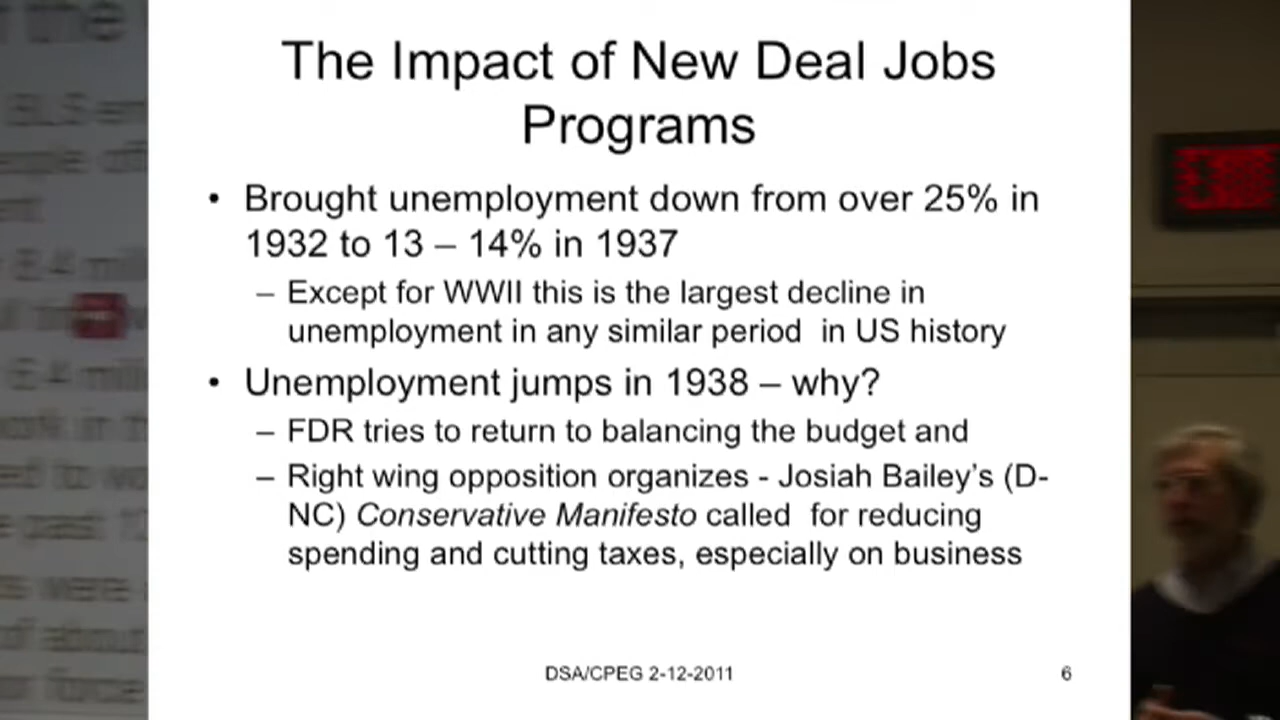 The Impact of New Deal Jobs
Programs
• Brought unemployment down from over 25% in
1932 to 13 – 14% in 1937
– Except for WWII this is the largest decline in
unemployment in any similar period in US history
• Unemployment jumps in 1938 – why?
– FDR tries to return to balancing the budget and
– Right wing opposition organizes - Josiah Bailey’s (D-
NC) Conservative Manifesto called for reducing
spending and cutting taxes, especially on business
DSA/CPEG 2-12-2011
6